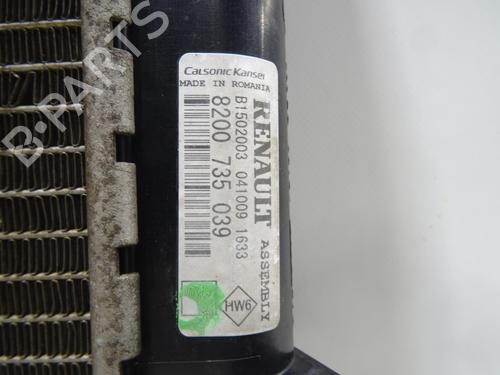 Calsonic Kansei
MADE IN ROMANIA
RENAULT ASSEMBLY
B1502003 041009 1633
8200 735 039
HW6
B-PARTS